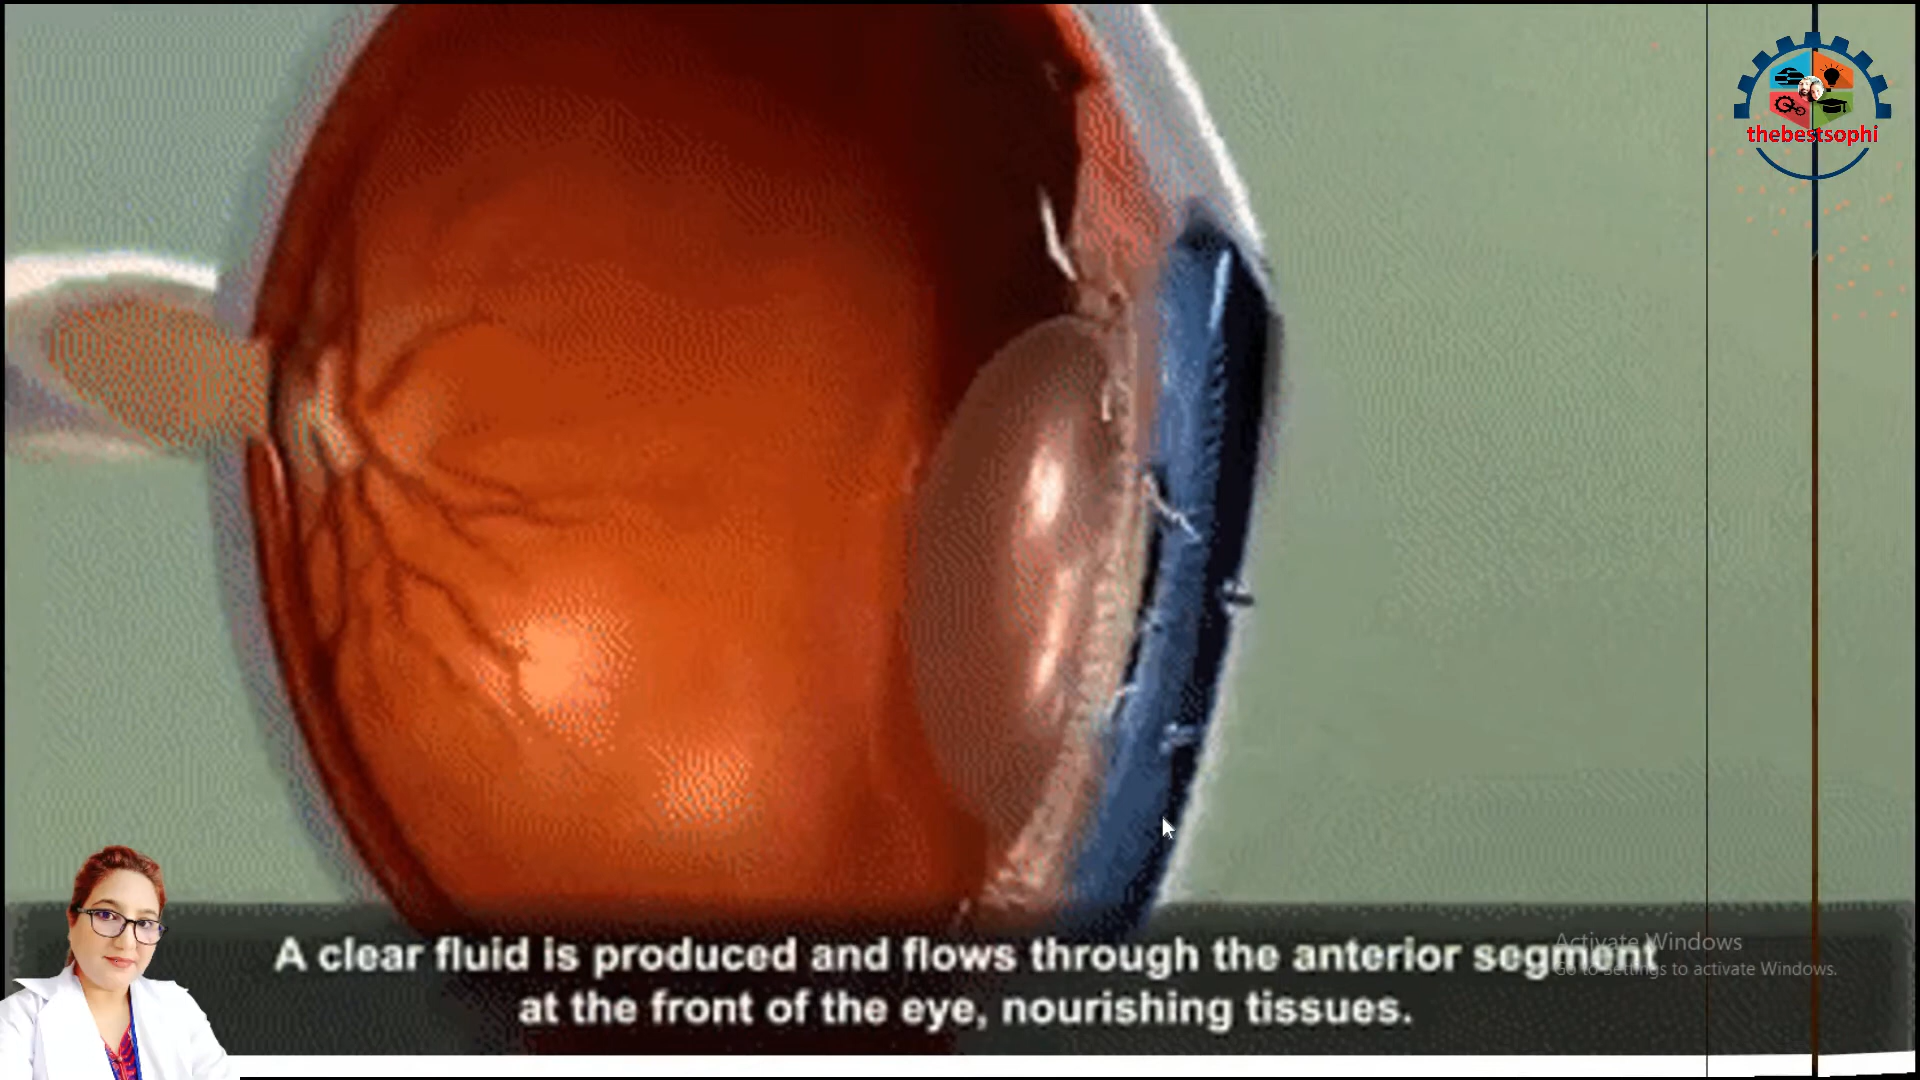 thebestsophi
A clear fluid is produced and flows through the anterior segment
at the front of the eye, nourishing tissues.
Activate Windows
Go to Settings to activate Windows.